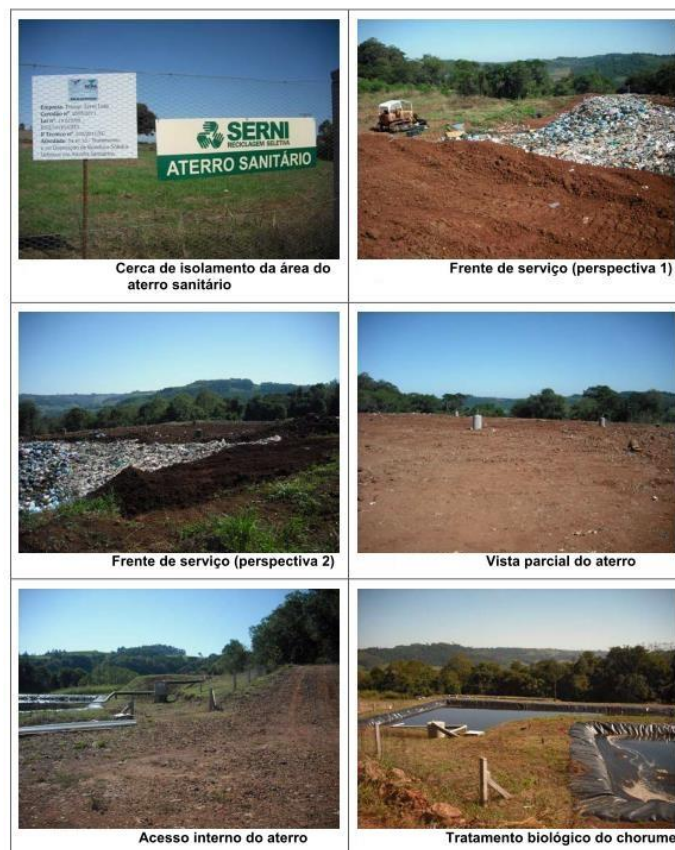 Empresa:
SERNI
RECICLAGEM SELETIVA
ATERRO SANITÁRIO
Cerca de isolamento da área do
aterro sanitário
Frente de serviço (perspectiva 1)
Frente de serviço (perspectiva 2)
Vista parcial do aterro
Acesso interno do aterro
Tratamento biológico do chorume